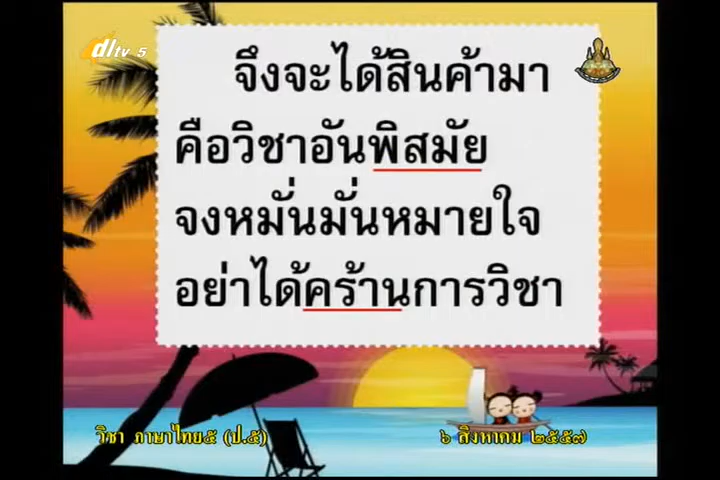 dltv 5
จึงจะได้สินค้ามา
คือวิชาอันพิสมัย
จงหมั่นมั่นหมายใจ
อย่าได้คร้านการวิชา
วิชา ภาษาไทย๕ (ป.๕)
๖ สิงหาคม ๒๕๕๗